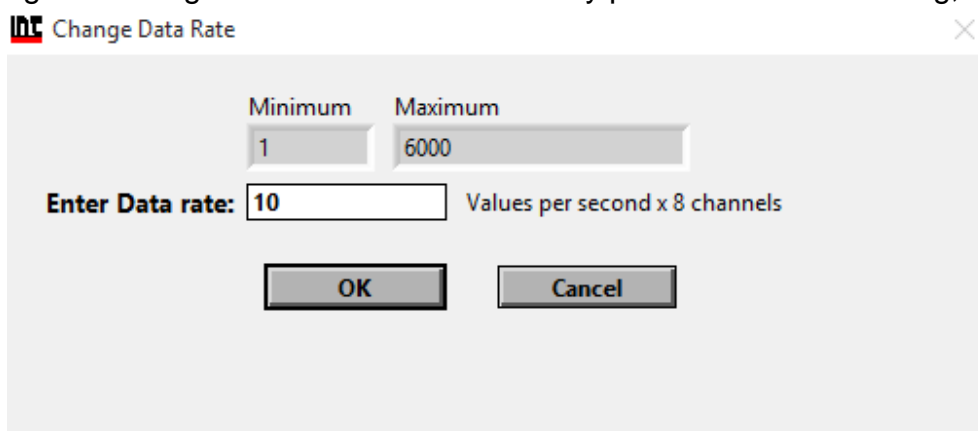 Change Data Rate
Minimum Maximum
1 6000
Enter Data rate: 10 Values per second x 8 channels
OK Cancel